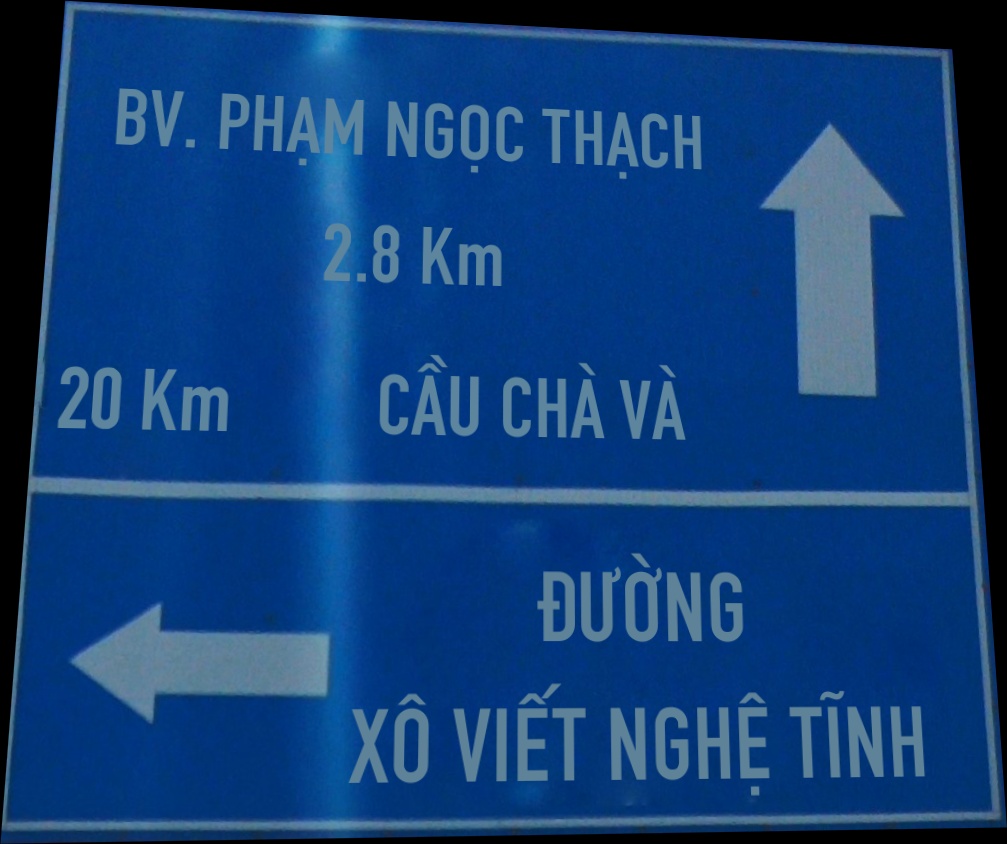 BV. PHẠM NGỌC THẠCH
2.8 Km
20 Km CẦU CHÀ VÀ
ĐƯỜNG
XÔ VIẾT NGHỆ TĨNH